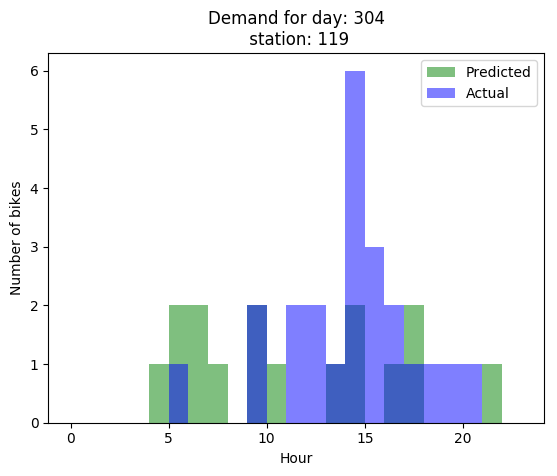 Demand for day: 304
station: 119
Predicted
Actual
Number of bikes
6
5
4
3
2
1
0
0 5 10 15 20
Hour